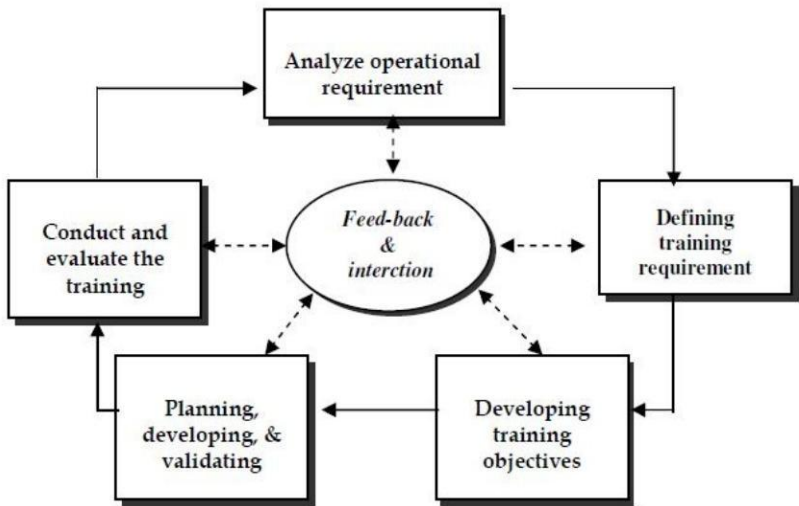 Analyze operational
requirement
Feed-back
&
interction
Conduct and
evaluate the
training
Defining
training
requirement
Planning,
developing, &
validating
Developing
training
objectives